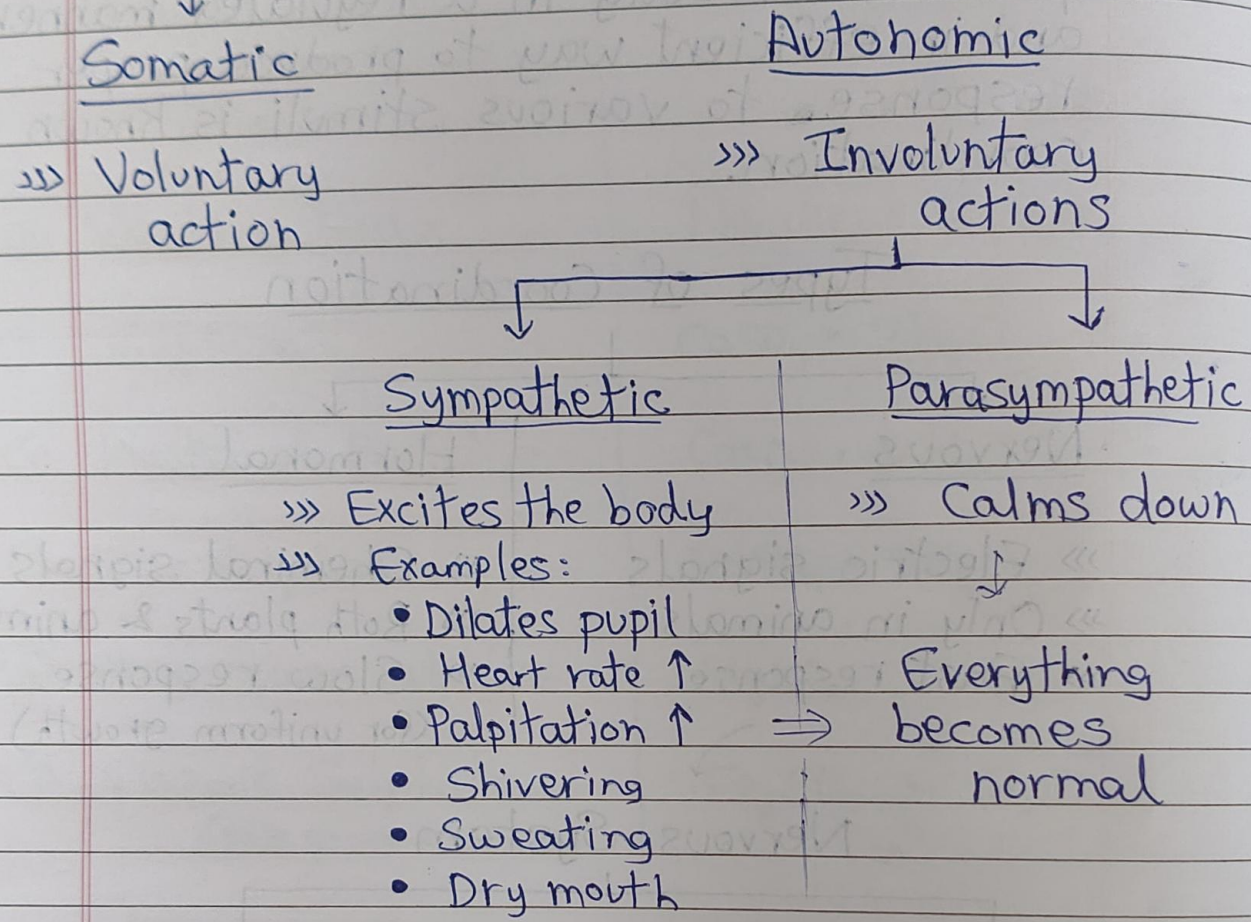 Somatic
Autonomic
>>> Voluntary
action
>>> Involuntary
actions
Sympathetic
Parasympathetic
>>> Excites the body
>>> Examples:
• Dilates pupil
• Heart rate ↑
• Palpitation ↑
• Shivering
• Sweating
• Dry mouth
>>> Calms down
↓
⇒ Everything
becomes
normal